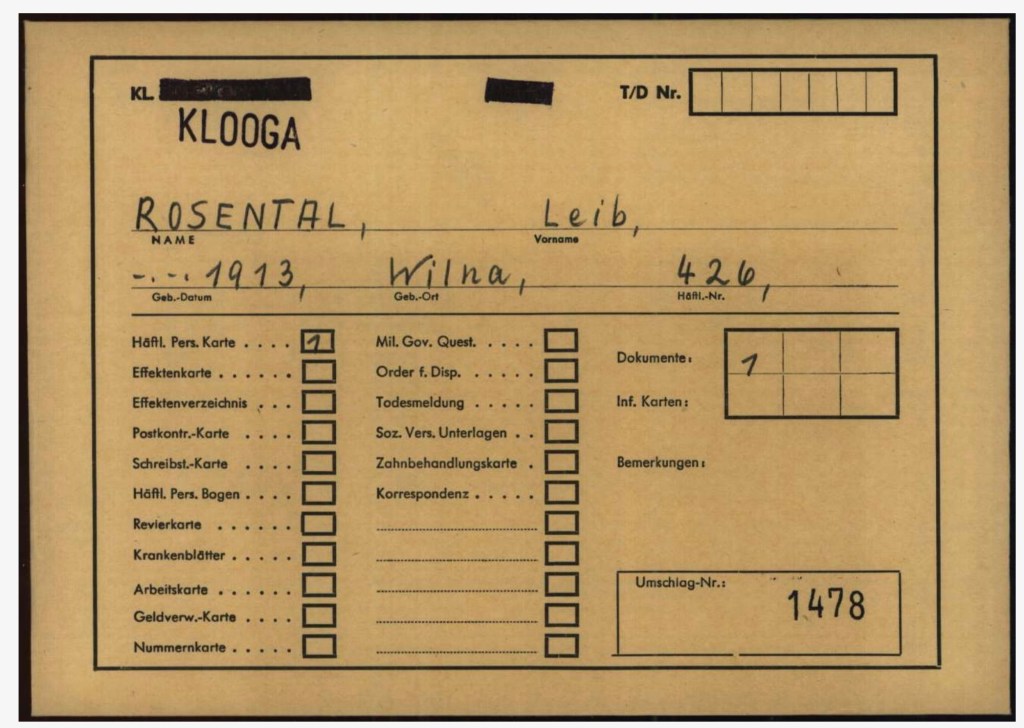 KL. T/D Nr.
KLOOGA
ROSENTAL, Leib,
NAME Vorname
-.-. 1913, Wilna, 426,
Geb.-Datum Geb.-Ort Häftl.-Nr.
Häftl. Pers. Karte . . . . 1 Mil. Gov. Quest. . . . . .
Effektenkarte . . . . . . Order f. Disp. . . . . .
Dokumente: 1
Effektenverzeichnis . . . Todesmeldung . . . . . Inf. Karten:
Postkontr.-Karte . . . . Soz. Vers. Unterlagen . .
Schreibst.-Karte . . . . Zahnbehandlungskarte . Bemerkungen:
Häftl. Pers. Bogen . . . . Korrespondenz . . . . .
Revierkarte . . . . . .
Krankenblätter . . . . .
Arbeitskarte . . . . . .
Umschlag-Nr.: 1478
Geldverw.-Karte . . . .
Nummernkarte . . . . .